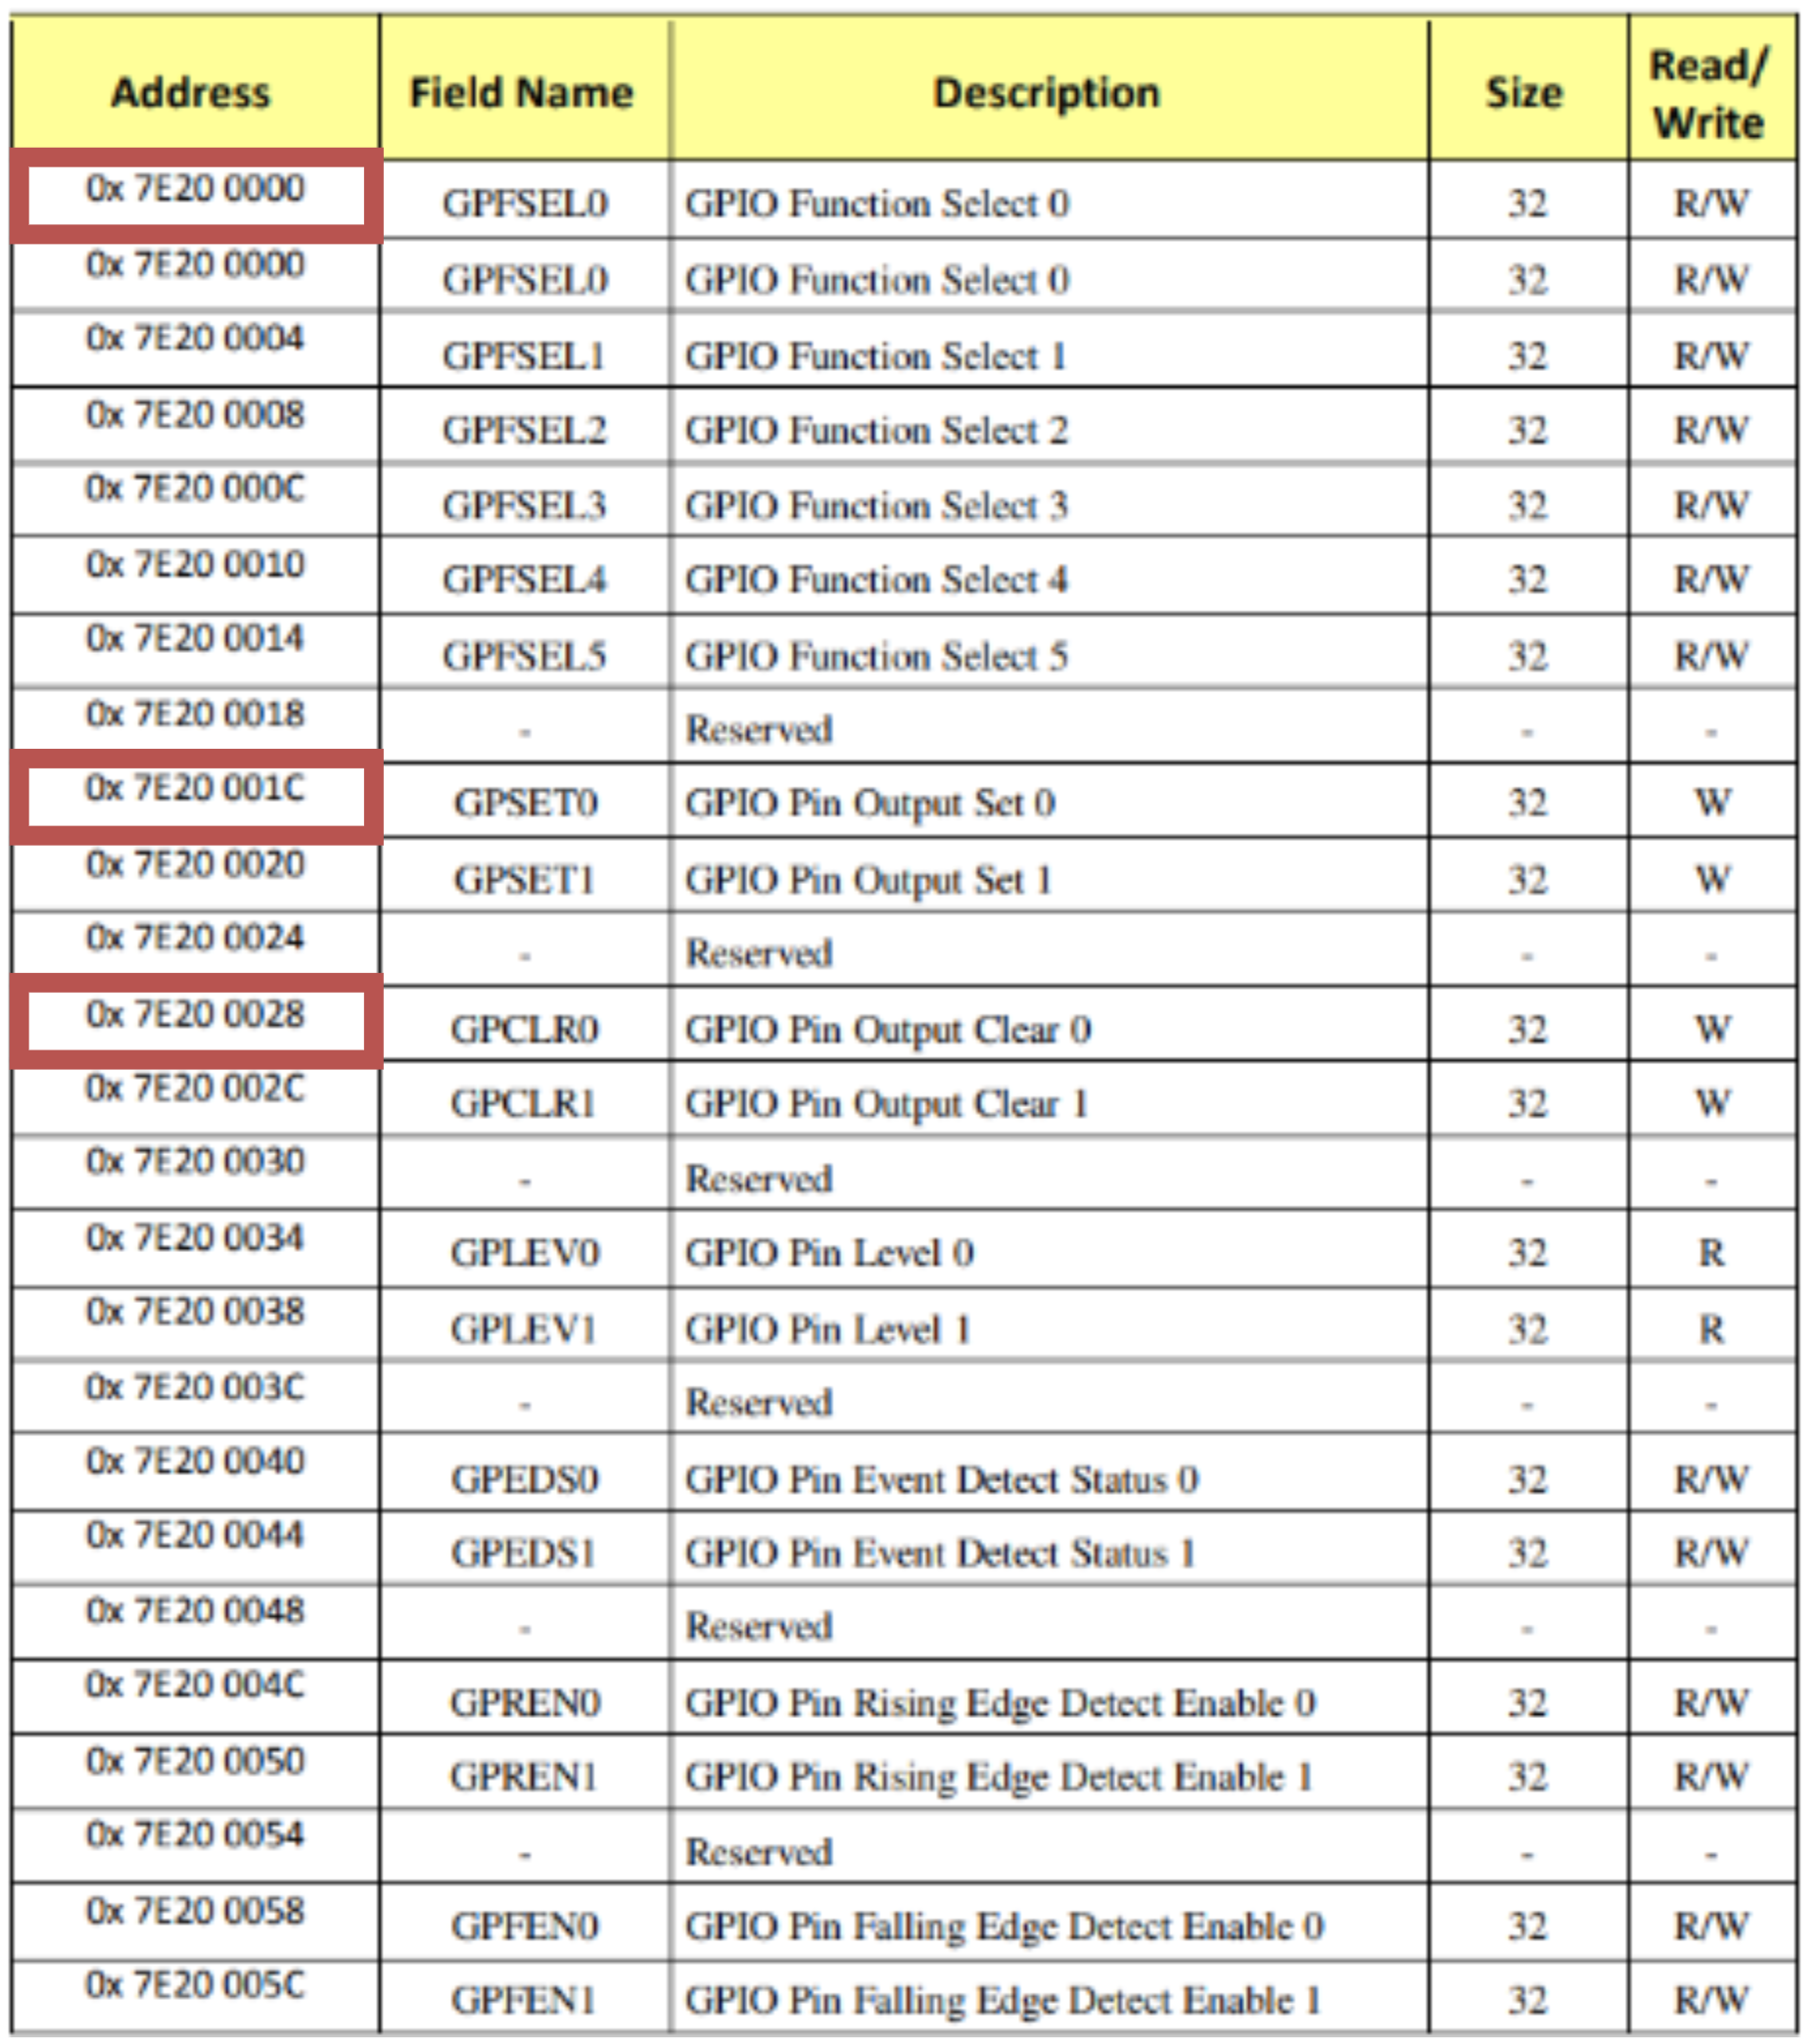 Address Field Name Description Size Read/ Write
0x 7E20 0000 GPFSEL0 GPIO Function Select 0 32 R/W
0x 7E20 0000 GPFSEL0 GPIO Function Select 0 32 R/W
0x 7E20 0004 GPFSEL1 GPIO Function Select 1 32 R/W
0x 7E20 0008 GPFSEL2 GPIO Function Select 2 32 R/W
0x 7E20 000C GPFSEL3 GPIO Function Select 3 32 R/W
0x 7E20 0010 GPFSEL4 GPIO Function Select 4 32 R/W
0x 7E20 0014 GPFSEL5 GPIO Function Select 5 32 R/W
0x 7E20 0018 - Reserved - -
0x 7E20 001C GPSET0 GPIO Pin Output Set 0 32 W
0x 7E20 0020 GPSET1 GPIO Pin Output Set 1 32 W
0x 7E20 0024 - Reserved - -
0x 7E20 0028 GPCLR0 GPIO Pin Output Clear 0 32 W
0x 7E20 002C GPCLR1 GPIO Pin Output Clear 1 32 W
0x 7E20 0030 - Reserved - -
0x 7E20 0034 GPLEV0 GPIO Pin Level 0 32 R
0x 7E20 0038 GPLEV1 GPIO Pin Level 1 32 R
0x 7E20 003C - Reserved - -
0x 7E20 0040 GPEDS0 GPIO Pin Event Detect Status 0 32 R/W
0x 7E20 0044 GPEDS1 GPIO Pin Event Detect Status 1 32 R/W
0x 7E20 0048 - Reserved - -
0x 7E20 004C GPREN0 GPIO Pin Rising Edge Detect Enable 0 32 R/W
0x 7E20 0050 GPREN1 GPIO Pin Rising Edge Detect Enable 1 32 R/W
0x 7E20 0054 - Reserved - -
0x 7E20 0058 GPFEN0 GPIO Pin Falling Edge Detect Enable 0 32 R/W
0x 7E20 005C GPFEN1 GPIO Pin Falling Edge Detect Enable 1 32 R/W